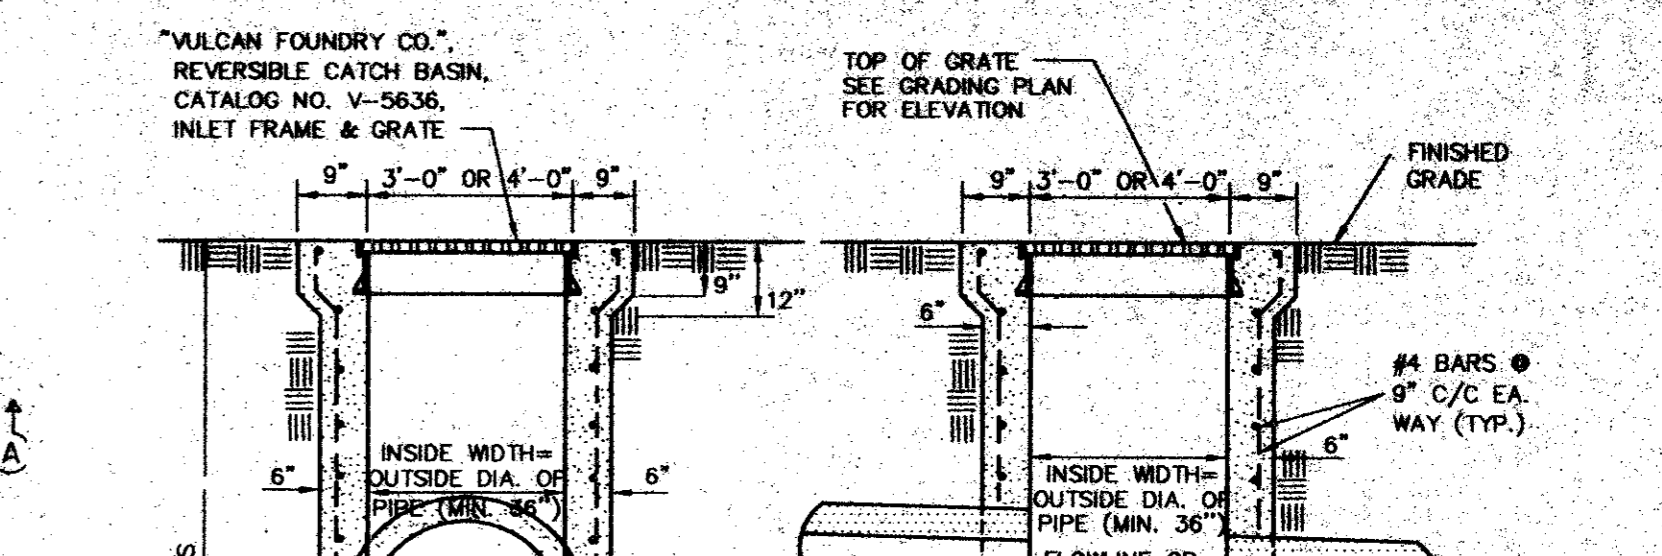 "VULCAN FOUNDRY CO.",
REVERSIBLE CATCH BASIN,
CATALOG NO. V-5636,
INLET FRAME & GRATE
9" 3'-0" OR 4'-0" 9"
9"
12"
INSIDE WIDTH=
OUTSIDE DIA. OF
PIPE (MIN. 36")
6"
6"
A
S
TOP OF GRATE
SEE GRADING PLAN
FOR ELEVATION
FINISHED
GRADE
9" 3'-0" OR 4'-0" 9"
6"
#4 BARS @
9" C/C EA.
WAY (TYP.)
6"
INSIDE WIDTH=
OUTSIDE DIA. OF
PIPE (MIN. 36")
FLOWLINE OR